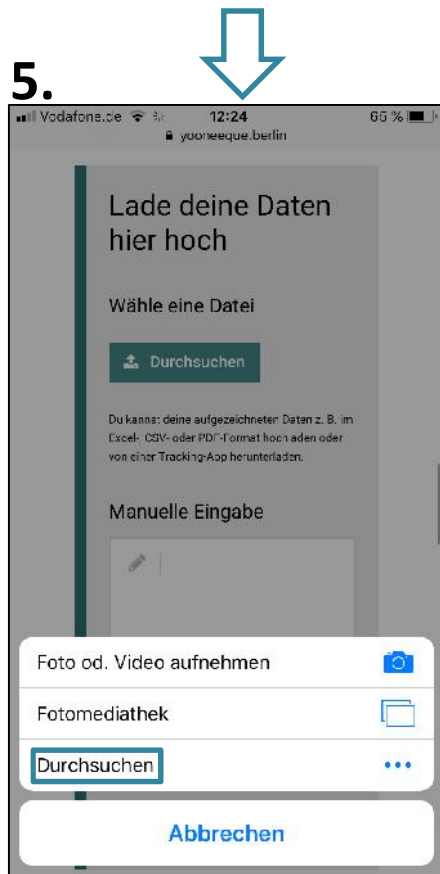 5.
Vodafone.de 12:24 65 %
yooneeque.berlin
Lade deine Daten
hier hoch
Wähle eine Datei
Durchsuchen
Du kannst deine aufgezeichneten Daten z. B. im
Excel-, CSV- oder PDF-Format hoch aden oder
von einer Tracking-App herunterladen.
Manuelle Eingabe
Foto od. Video aufnehmen
Fotomediathek
Durchsuchen
Abbrechen